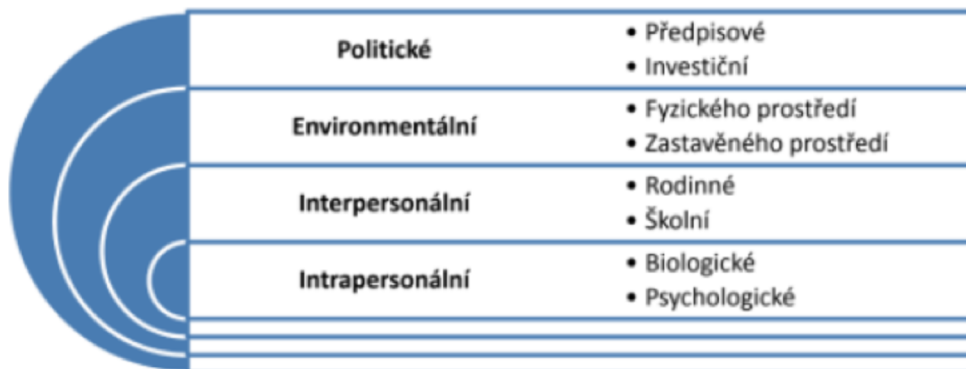 Politické
• Předpisové
• Investiční
Environmentální
• Fyzického prostředí
• Zastavěného prostředí
Interpersonální
• Rodinné
• Školní
Intrapersonální
• Biologické
• Psychologické